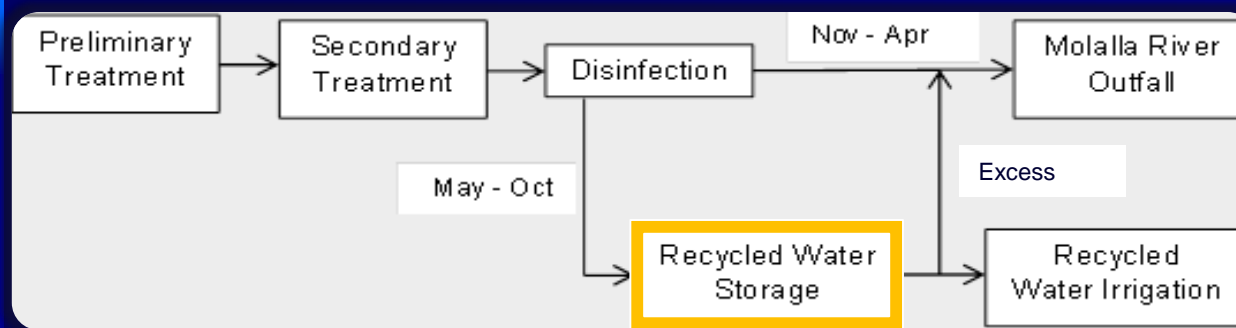 Preliminary
Treatment
Secondary
Treatment
Disinfection
Nov - Apr
Molalla River
Outfall
May - Oct
Excess
Recycled Water
Storage
Recycled
Water Irrigation